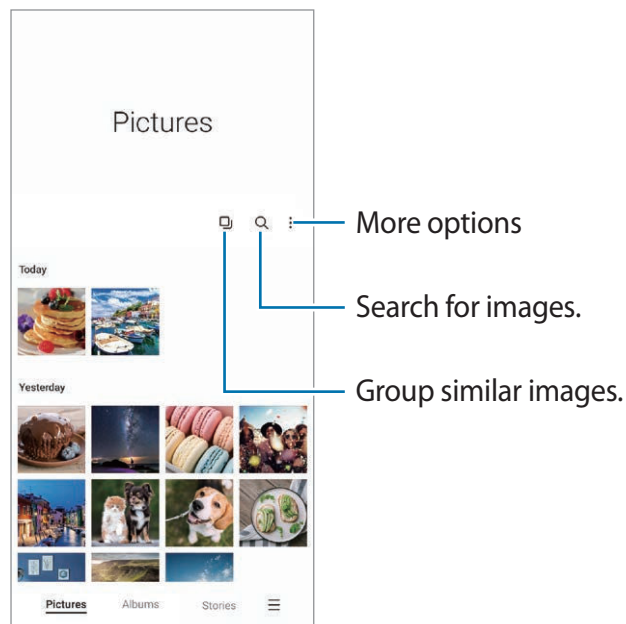 Pictures
More options
Today
Search for images.
Yesterday
Group similar images.
Pictures Albums Stories